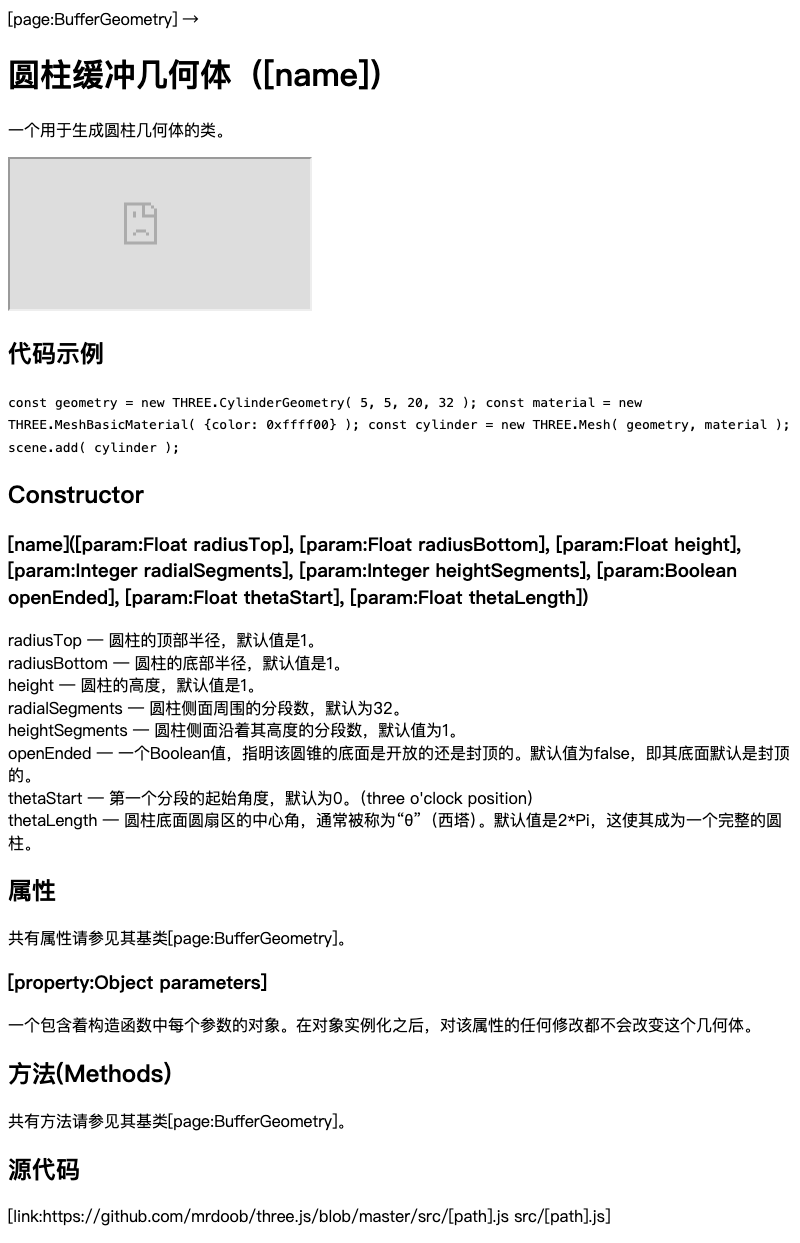 [page:BufferGeometry] →
圆柱缓冲几何体（[name]）
一个用于生成圆柱几何体的类。
代码示例
const geometry = new THREE.CylinderGeometry( 5, 5, 20, 32 ); const material = new
THREE.MeshBasicMaterial( {color: 0xffff00} ); const cylinder = new THREE.Mesh( geometry, material );
scene.add( cylinder );
Constructor
[name]([param:Float radiusTop], [param:Float radiusBottom], [param:Float height],
[param:Integer radialSegments], [param:Integer heightSegments], [param:Boolean
openEnded], [param:Float thetaStart], [param:Float thetaLength])
radiusTop — 圆柱的顶部半径，默认值是1。
radiusBottom — 圆柱的底部半径，默认值是1。
height — 圆柱的高度，默认值是1。
radialSegments — 圆柱侧面周围的分段数，默认为32。
heightSegments — 圆柱侧面沿着其高度的分段数，默认值为1。
openEnded — 一个Boolean值，指明该圆锥的底面是开放的还是封顶的。默认值为false，即其底面默认是封顶
的。
thetaStart — 第一个分段的起始角度，默认为0。(three o'clock position)
thetaLength — 圆柱底面圆扇区的中心角，通常被称为“θ”（西塔）。默认值是2*Pi，这使其成为一个完整的圆
柱。
属性
共有属性请参见其基类[page:BufferGeometry]。
[property:Object parameters]
一个包含着构造函数中每个参数的对象。在对象实例化之后，对该属性的任何修改都不会改变这个几何体。
方法(Methods)
共有方法请参见其基类[page:BufferGeometry]。
源代码
[link:https://github.com/mrdoob/three.js/blob/master/src/[path].js src/[path].js]